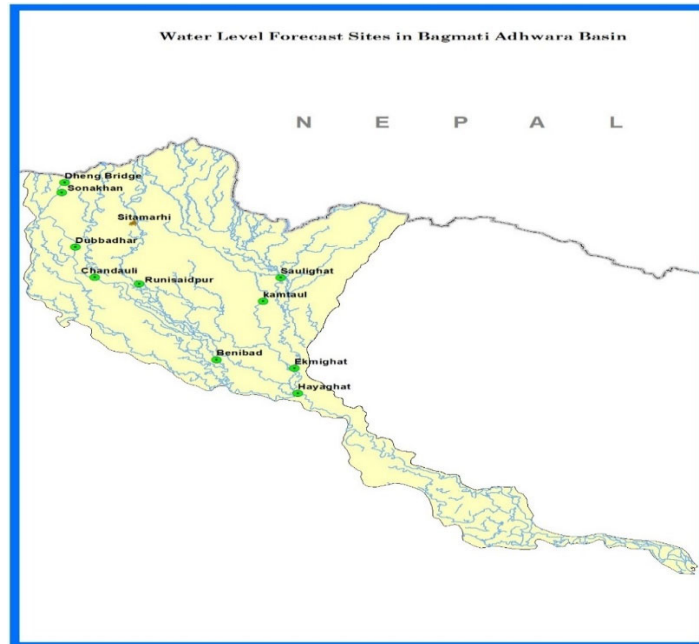 Water Level Forecast Sites in Bagmati Adhwara Basin
N E P A L
Dheng Bridge
Sonakhan
Sitamarhi
Dubbadhar
Chandauli
Runisaidpur
Saulighat
kamtaul
Benibad
Ekmighat
Hayaghat